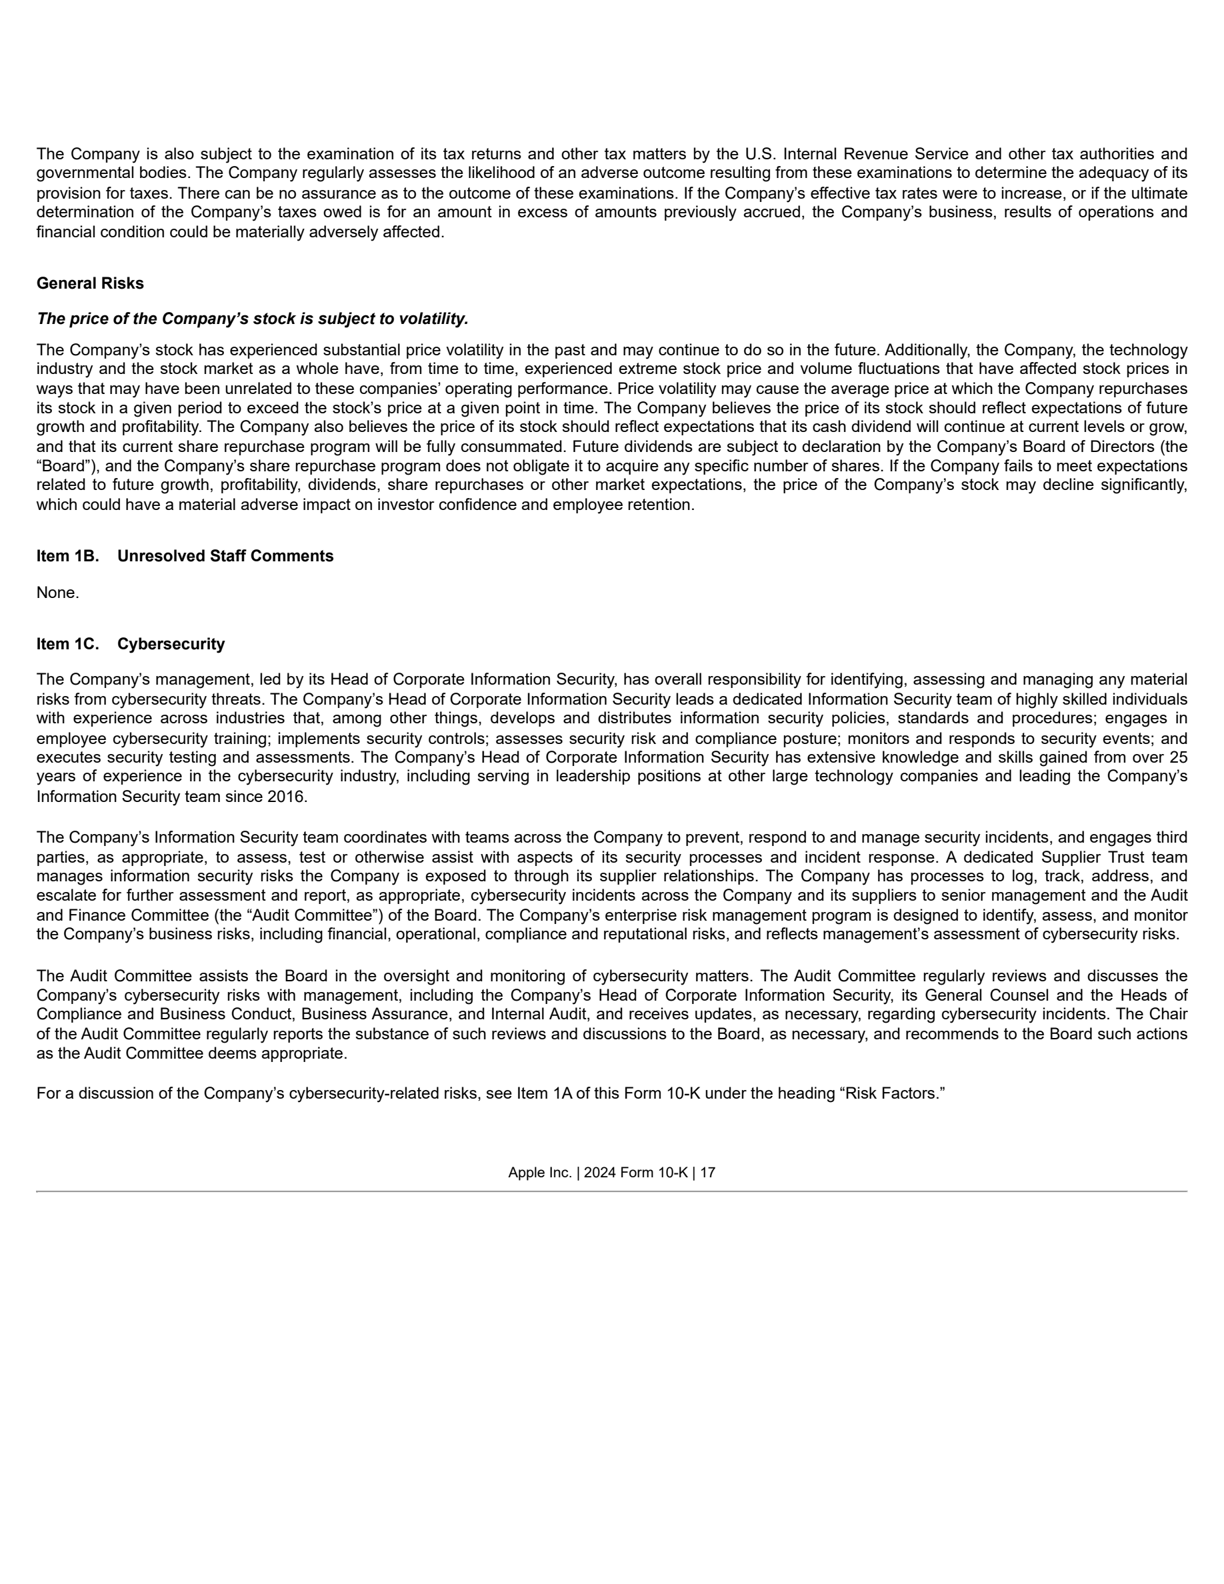 The Company is also subject to the examination of its tax returns and other tax matters by the U.S. Internal Revenue Service and other tax authorities and
governmental bodies. The Company regularly assesses the likelihood of an adverse outcome resulting from these examinations to determine the adequacy of its
provision for taxes. There can be no assurance as to the outcome of these examinations. If the Company’s effective tax rates were to increase, or if the ultimate
determination of the Company’s taxes owed is for an amount in excess of amounts previously accrued, the Company’s business, results of operations and
financial condition could be materially adversely affected.
General Risks
The price of the Company’s stock is subject to volatility.
The Company’s stock has experienced substantial price volatility in the past and may continue to do so in the future. Additionally, the Company, the technology
industry and the stock market as a whole have, from time to time, experienced extreme stock price and volume fluctuations that have affected stock prices in
ways that may have been unrelated to these companies’ operating performance. Price volatility may cause the average price at which the Company repurchases
its stock in a given period to exceed the stock’s price at a given point in time. The Company believes the price of its stock should reflect expectations of future
growth and profitability. The Company also believes the price of its stock should reflect expectations that its cash dividend will continue at current levels or grow,
and that its current share repurchase program will be fully consummated. Future dividends are subject to declaration by the Company’s Board of Directors (the
“Board”), and the Company’s share repurchase program does not obligate it to acquire any specific number of shares. If the Company fails to meet expectations
related to future growth, profitability, dividends, share repurchases or other market expectations, the price of the Company’s stock may decline significantly,
which could have a material adverse impact on investor confidence and employee retention.
Item 1B. Unresolved Staff Comments
None.
Item 1C. Cybersecurity
The Company’s management, led by its Head of Corporate Information Security, has overall responsibility for identifying, assessing and managing any material
risks from cybersecurity threats. The Company’s Head of Corporate Information Security leads a dedicated Information Security team of highly skilled individuals
with experience across industries that, among other things, develops and distributes information security policies, standards and procedures; engages in
employee cybersecurity training; implements security controls; assesses security risk and compliance posture; monitors and responds to security events; and
executes security testing and assessments. The Company’s Head of Corporate Information Security has extensive knowledge and skills gained from over 25
years of experience in the cybersecurity industry, including serving in leadership positions at other large technology companies and leading the Company’s
Information Security team since 2016.
The Company’s Information Security team coordinates with teams across the Company to prevent, respond to and manage security incidents, and engages third
parties, as appropriate, to assess, test or otherwise assist with aspects of its security processes and incident response. A dedicated Supplier Trust team
manages information security risks the Company is exposed to through its supplier relationships. The Company has processes to log, track, address, and
escalate for further assessment and report, as appropriate, cybersecurity incidents across the Company and its suppliers to senior management and the Audit
and Finance Committee (the “Audit Committee”) of the Board. The Company’s enterprise risk management program is designed to identify, assess, and monitor
the Company’s business risks, including financial, operational, compliance and reputational risks, and reflects management’s assessment of cybersecurity risks.
The Audit Committee assists the Board in the oversight and monitoring of cybersecurity matters. The Audit Committee regularly reviews and discusses the
Company’s cybersecurity risks with management, including the Company’s Head of Corporate Information Security, its General Counsel and the Heads of
Compliance and Business Conduct, Business Assurance, and Internal Audit, and receives updates, as necessary, regarding cybersecurity incidents. The Chair
of the Audit Committee regularly reports the substance of such reviews and discussions to the Board, as necessary, and recommends to the Board such actions
as the Audit Committee deems appropriate.
For a discussion of the Company’s cybersecurity-related risks, see Item 1A of this Form 10-K under the heading “Risk Factors.”
Apple Inc. | 2024 Form 10-K | 17